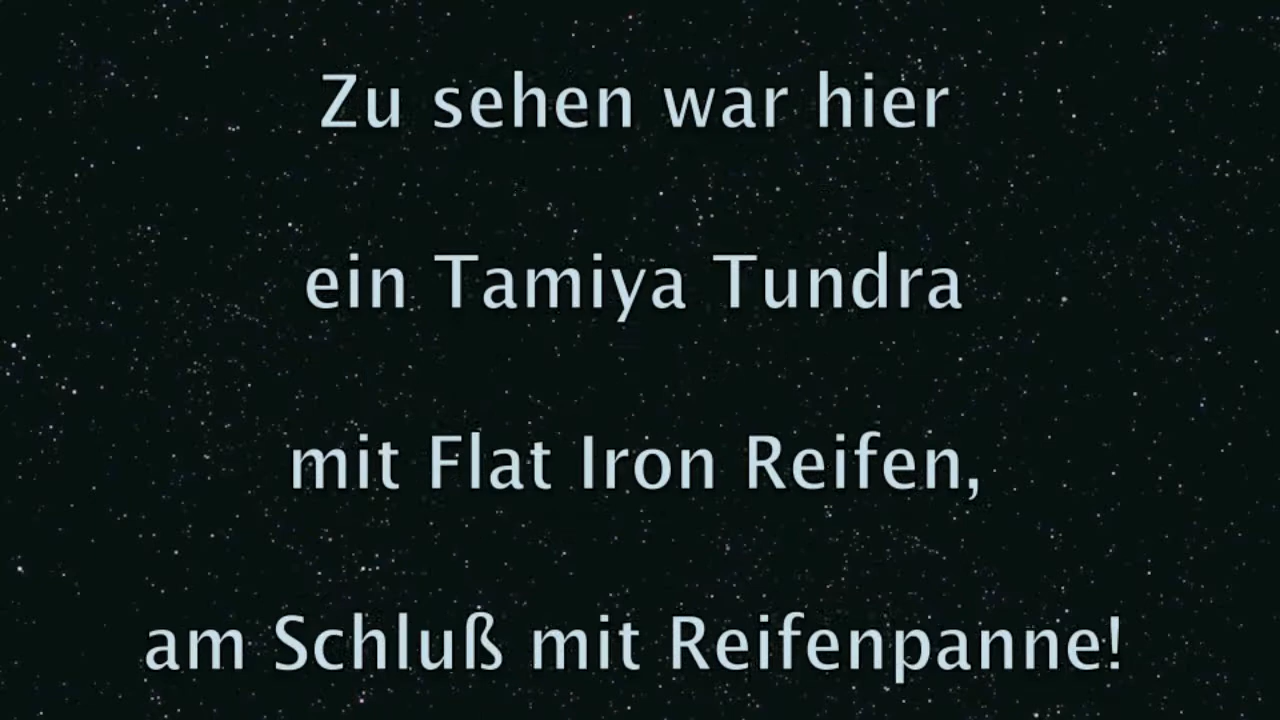 Zu sehen war hier
ein Tamiya Tundra
mit Flat Iron Reifen,
am Schluß mit Reifenpanne!